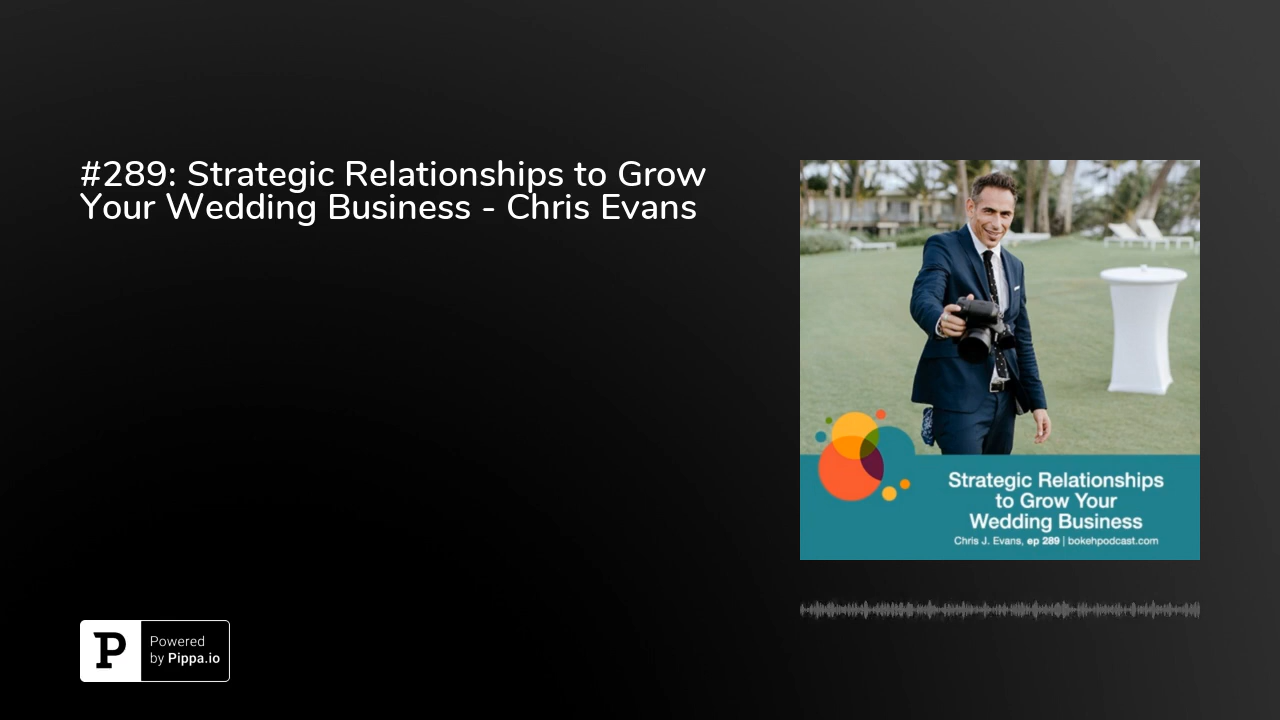 #289: Strategic Relationships to Grow
Your Wedding Business - Chris Evans
Strategic Relationships
to Grow Your
Wedding Business
Chris J. Evans, ep 289 | bokehpodcast.com
P
Powered
by Pippa.io